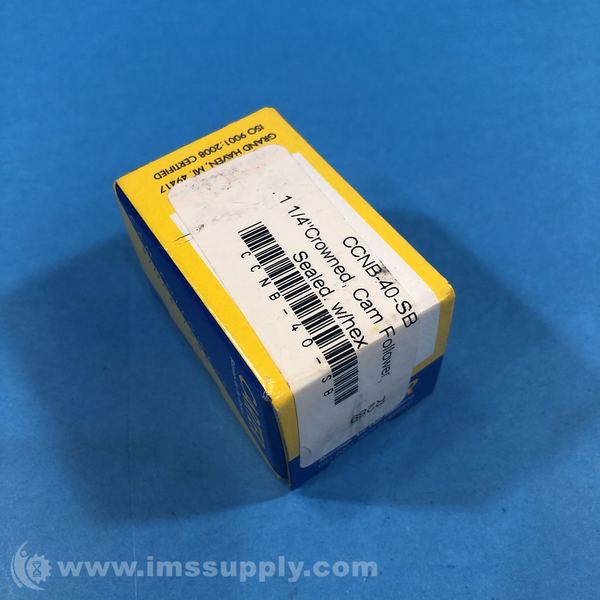 GRAND HAVEN, MI. 49417
ISO 9001:2008 CERTIFIED
CCNB-40-SB
1 1/4"Crowned, Cam Follower,
Sealed w/hex
CCNB-40-SB
R289
www.imssupply.com